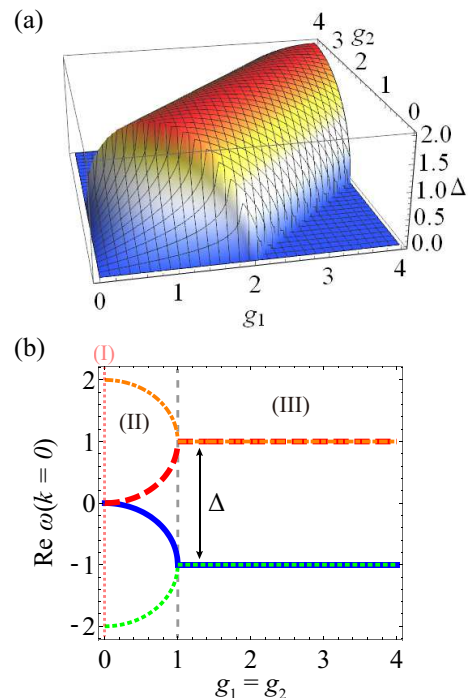 (a)
4
3 g₂
2
1
0
2.0
1.5
1.0 Δ
0.5
0.0
0 1 2 3 4
g₁
(b)
(I)
(II) (III)
2
1
0
-1
-2
Δ
Re ω(k = 0)
0 1 2 3 4
g₁ = g₂